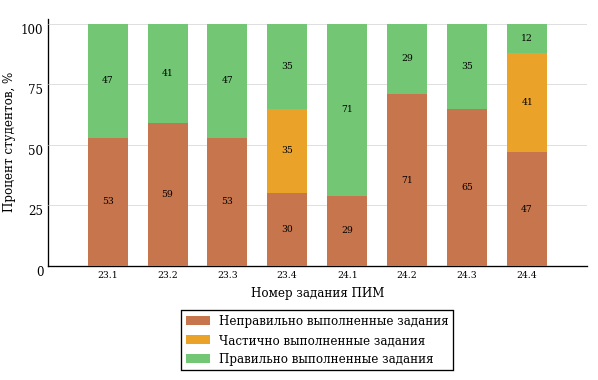 Процент студентов, %
100
75
50
25
0
47 41 47 35 71 29 35 12
35 41
53 59 53 30 29 71 65 47
23.1 23.2 23.3 23.4 24.1 24.2 24.3 24.4
Номер задания ПИМ
Неправильно выполненные задания
Частично выполненные задания
Правильно выполненные задания